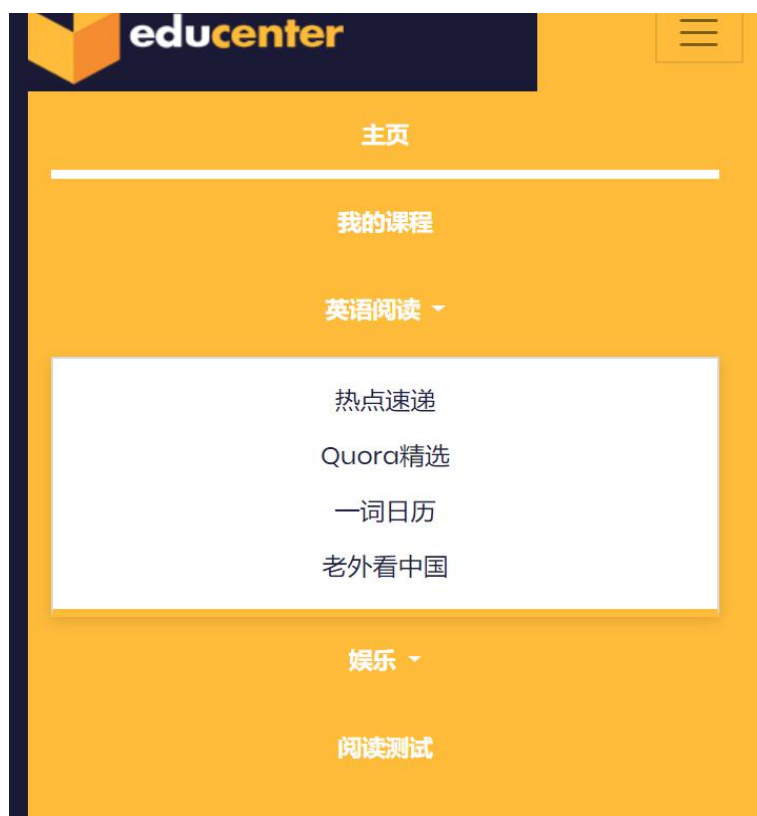 educenter
主页
我的课程
英语阅读
热点速递
Quora精选
一词日历
老外看中国
娱乐
阅读测试